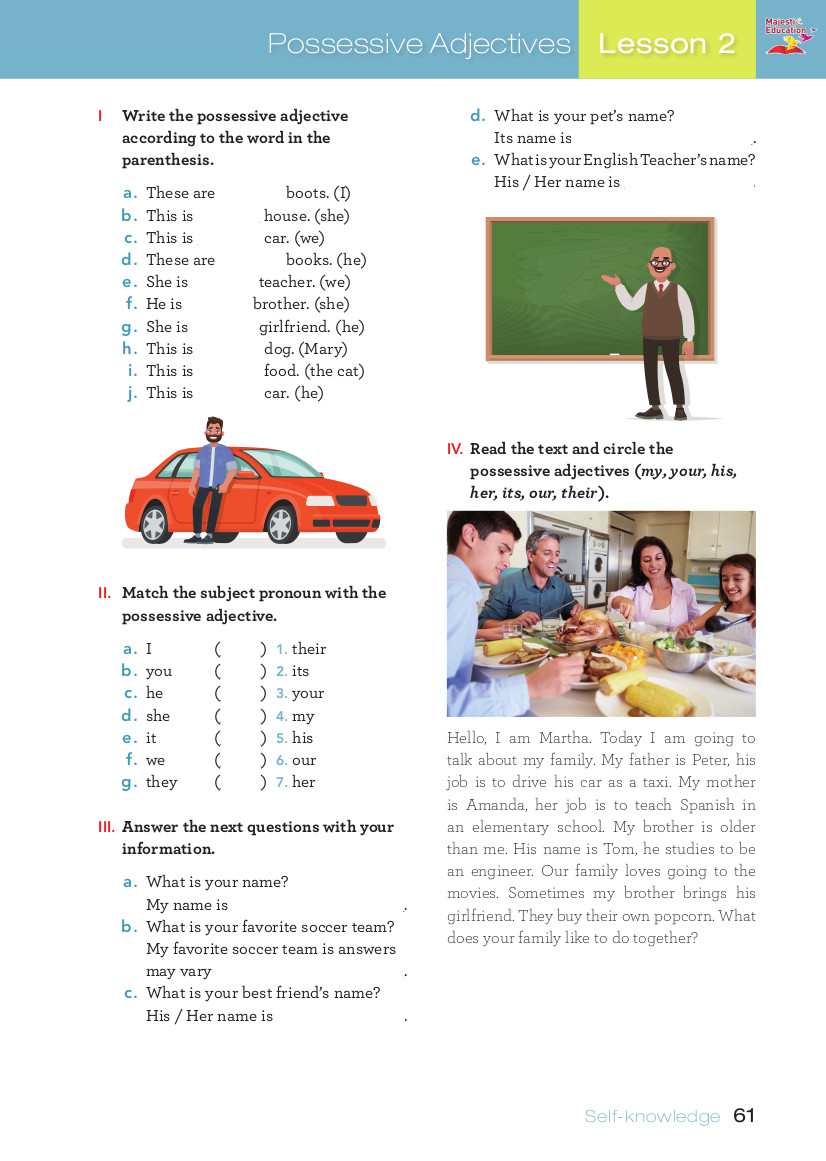 Possessive Adjectives Lesson 2
Majestic
Education
I Write the possessive adjective
according to the word in the
parenthesis.
a. These are boots. (I)
b. This is house. (she)
c. This is car. (we)
d. These are books. (he)
e. She is teacher. (we)
f. He is brother. (she)
g. She is girlfriend. (he)
h. This is dog. (Mary)
i. This is food. (the cat)
j. This is car. (he)
II. Match the subject pronoun with the
possessive adjective.
a. I ( ) 1. their
b. you ( ) 2. its
c. he ( ) 3. your
d. she ( ) 4. my
e. it ( ) 5. his
f. we ( ) 6. our
g. they ( ) 7. her
III. Answer the next questions with your
information.
a. What is your name?
My name is .
b. What is your favorite soccer team?
My favorite soccer team is answers
may vary .
c. What is your best friend's name?
His / Her name is .
d. What is your pet's name?
Its name is .
e. What is your English Teacher's name?
His / Her name is .
IV. Read the text and circle the
possessive adjectives (my, your, his,
her, its, our, their).
Hello, I am Martha. Today I am going to
talk about my family. My father is Peter, his
job is to drive his car as a taxi. My mother
is Amanda, her job is to teach Spanish in
an elementary school. My brother is older
than me. His name is Tom, he studies to be
an engineer. Our family loves going to the
movies. Sometimes my brother brings his
girlfriend. They buy their own popcorn. What
does your family like to do together?
Self-knowledge 61